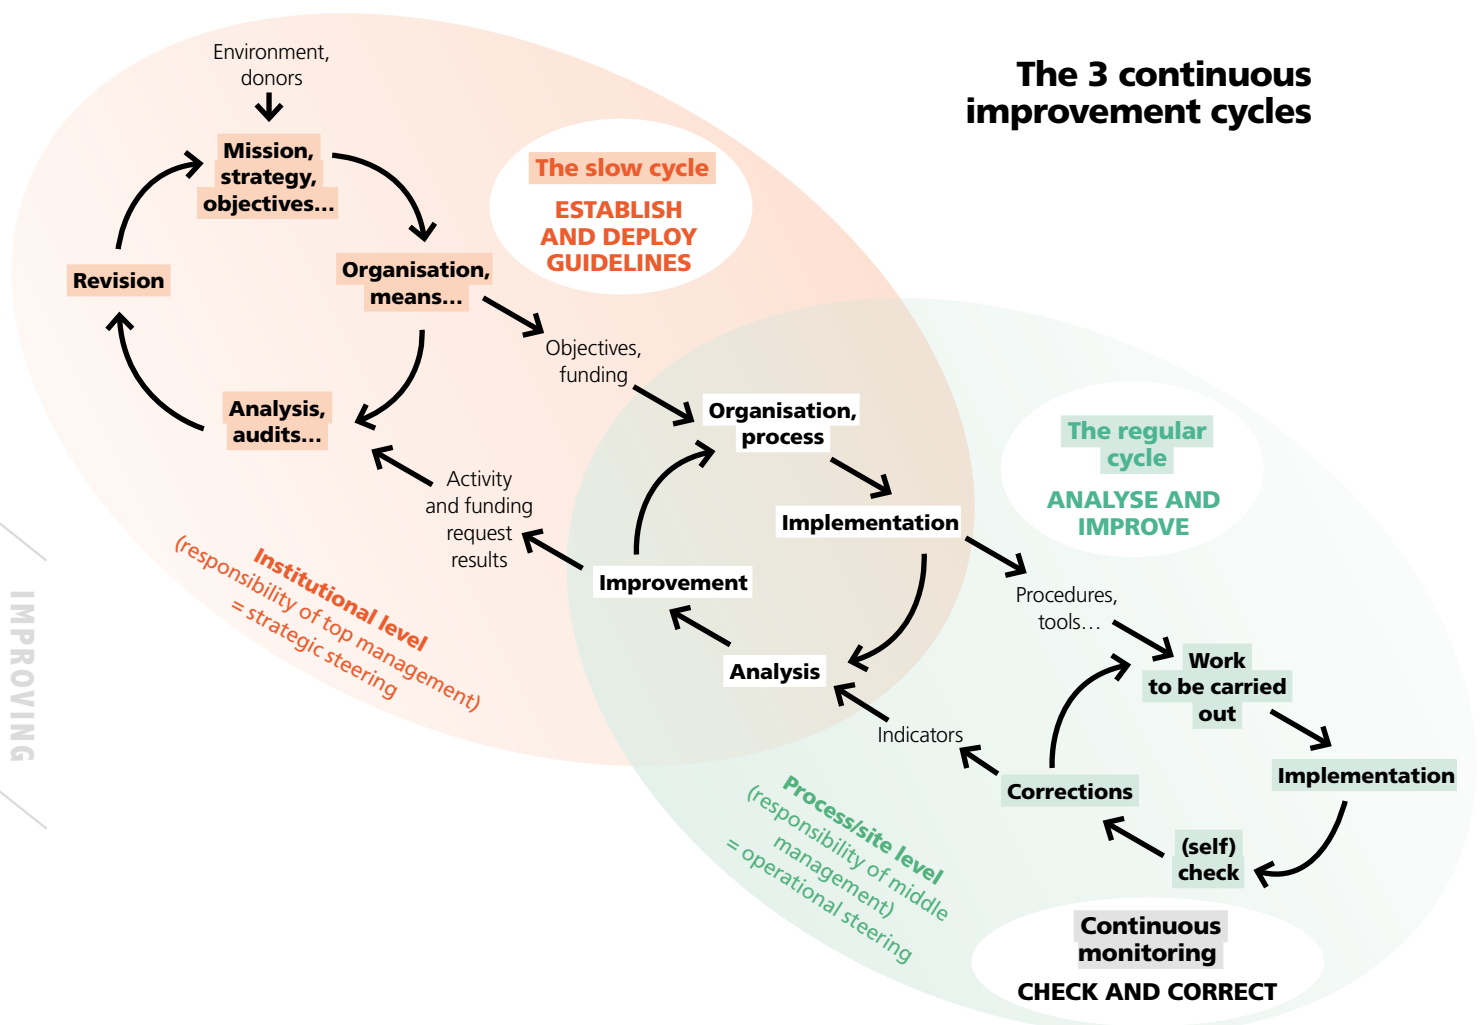 The 3 continuous
improvement cycles
Environment,
donors
Mission,
strategy,
objectives...
The slow cycle
ESTABLISH
AND DEPLOY
GUIDELINES
Revision
Organisation,
means...
Objectives,
funding
Analysis,
audits...
Organisation,
process
The regular
cycle
ANALYSE AND
IMPROVE
Activity
and funding
request
results
Implementation
Improvement
Institutional level
(responsibility of top management)
= strategic steering
Procedures,
tools...
Analysis
Work
to be carried
out
Indicators
Implementation
Corrections
Process/site level
(responsibility of middle
management)
= operational steering
(self)
check
Continuous
monitoring
CHECK AND CORRECT
IMPROVING